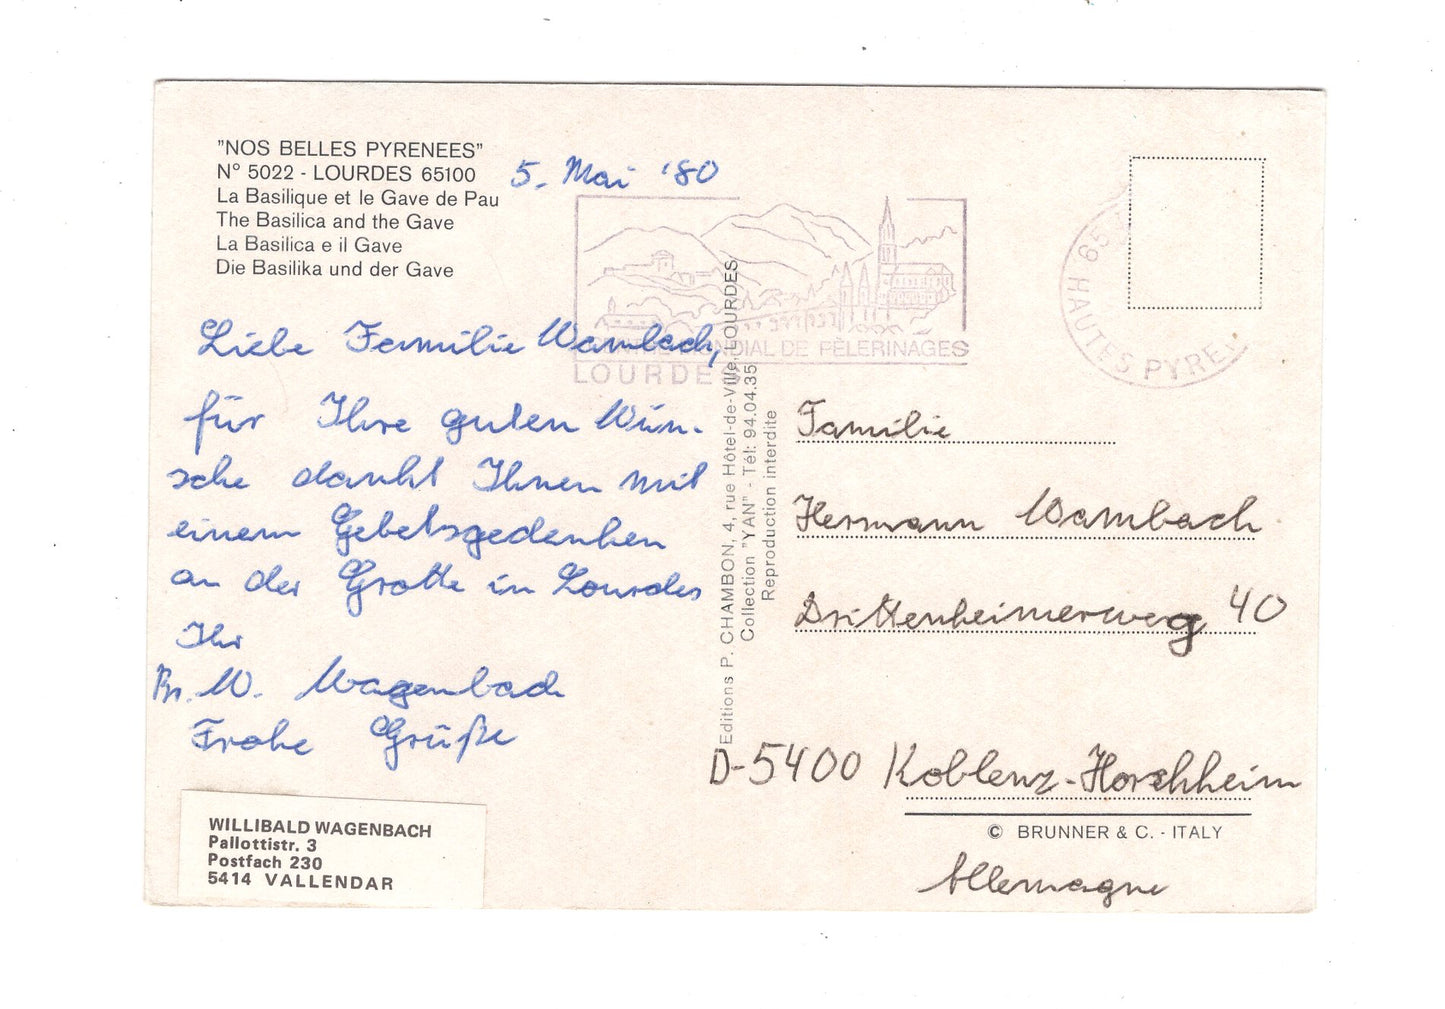 "NOS BELLES PYRENEES"
N° 5022 - LOURDES 65100
La Basilique et le Gave de Pau
The Basilica and the Gave
La Basilica e il Gave
Die Basilika und der Gave
5. Mai '80
Liebe Familie Wambach,
für Ihre guten Wün-
sche dankt Ihnen mit
einem Gebetsgedenken
an der Grotte in Lourdes
Ihr
Br. W. Wagenbach
Frohe Grüße
WILLIBALD WAGENBACH
Pallottistr. 3
Postfach 230
5414 VALLENDAR
MONDIAL DE PÈLERINAGES
LOURDES
65
HAUTES PYRE
Editions P. CHAMBON, 4, rue Hôtel-de-Ville, LOURDES
Collection "YAN" - Tél: 94.04.35
Reproduction interdite
Familie
Hermann Wambach
Drittenheimerweg 40
D-5400 Koblenz-Horchheim
© BRUNNER & C. - ITALY
Allemagne